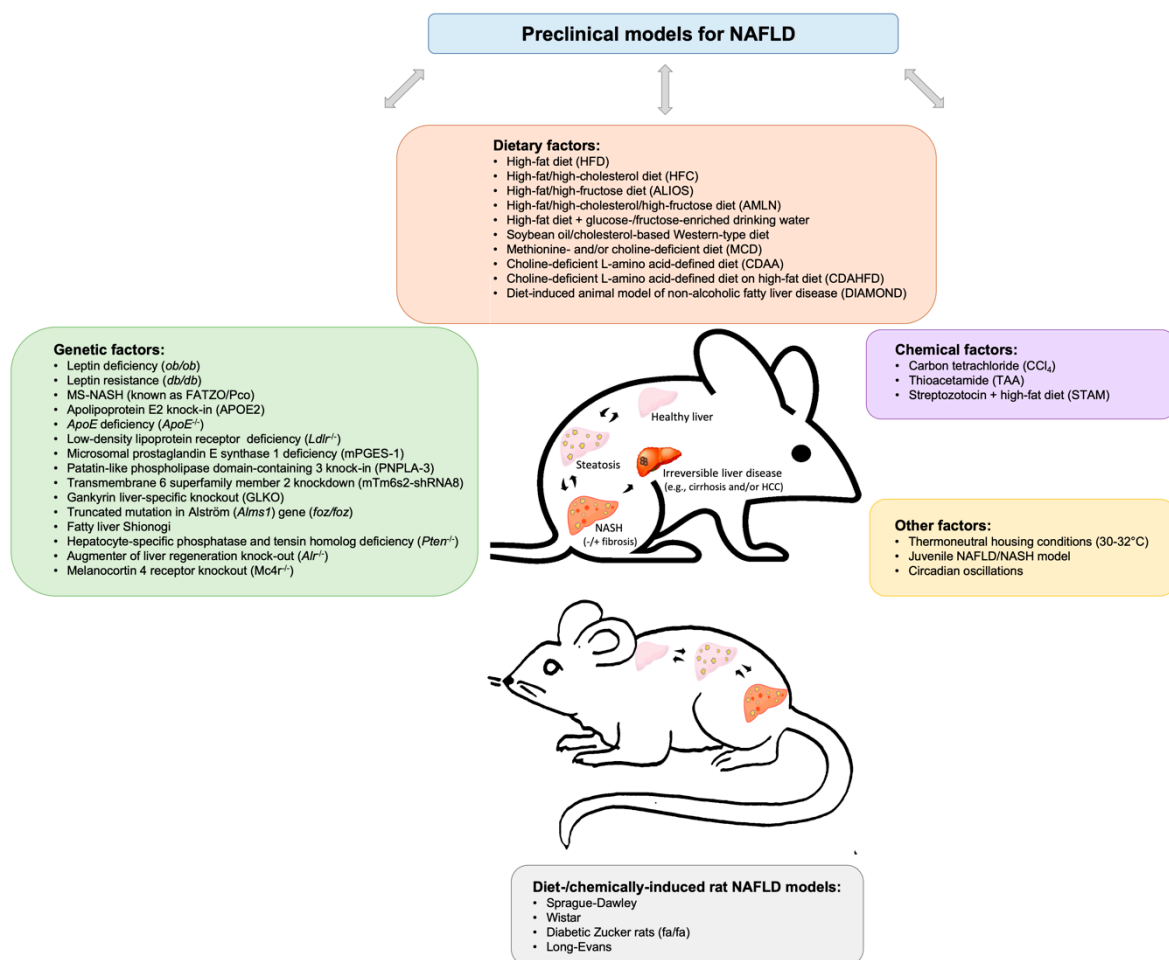 Preclinical models for NAFLD
Dietary factors:
• High-fat diet (HFD)
• High-fat/high-cholesterol diet (HFC)
• High-fat/high-fructose diet (ALIOS)
• High-fat/high-cholesterol/high-fructose diet (AMLN)
• High-fat diet + glucose-/fructose-enriched drinking water
• Soybean oil/cholesterol-based Western-type diet
• Methionine- and/or choline-deficient diet (MCD)
• Choline-deficient L-amino acid-defined diet (CDAA)
• Choline-deficient L-amino acid-defined diet on high-fat diet (CDAHFD)
• Diet-induced animal model of non-alcoholic fatty liver disease (DIAMOND)
Genetic factors:
• Leptin deficiency (ob/ob)
• Leptin resistance (db/db)
• MS-NASH (known as FATZO/Pco)
• Apolipoprotein E2 knock-in (APOE2)
• ApoE deficiency (ApoE-/-)
• Low-density lipoprotein receptor deficiency (Ldlr-/-)
• Microsomal prostaglandin E synthase 1 deficiency (mPGES-1)
• Patatin-like phospholipase domain-containing 3 knock-in (PNPLA-3)
• Transmembrane 6 superfamily member 2 knockdown (mTm6s2-shRNA8)
• Gankyrin liver-specific knockout (GLKO)
• Truncated mutation in Alström (Alms1) gene (foz/foz)
• Fatty liver Shionogi
• Hepatocyte-specific phosphatase and tensin homolog deficiency (Pten-/-)
• Augmenter of liver regeneration knock-out (Alr-/-)
• Melanocortin 4 receptor knockout (Mc4r-/-)
Healthy liver
Steatosis
Irreversible liver disease
(e.g., cirrhosis and/or HCC)
NASH
(-/+ fibrosis)
Chemical factors:
• Carbon tetrachloride (CCl4)
• Thioacetamide (TAA)
• Streptozotocin + high-fat diet (STAM)
Other factors:
• Thermoneutral housing conditions (30-32°C)
• Juvenile NAFLD/NASH model
• Circadian oscillations
Diet-/chemically-induced rat NAFLD models:
• Sprague-Dawley
• Wistar
• Diabetic Zucker rats (fa/fa)
• Long-Evans